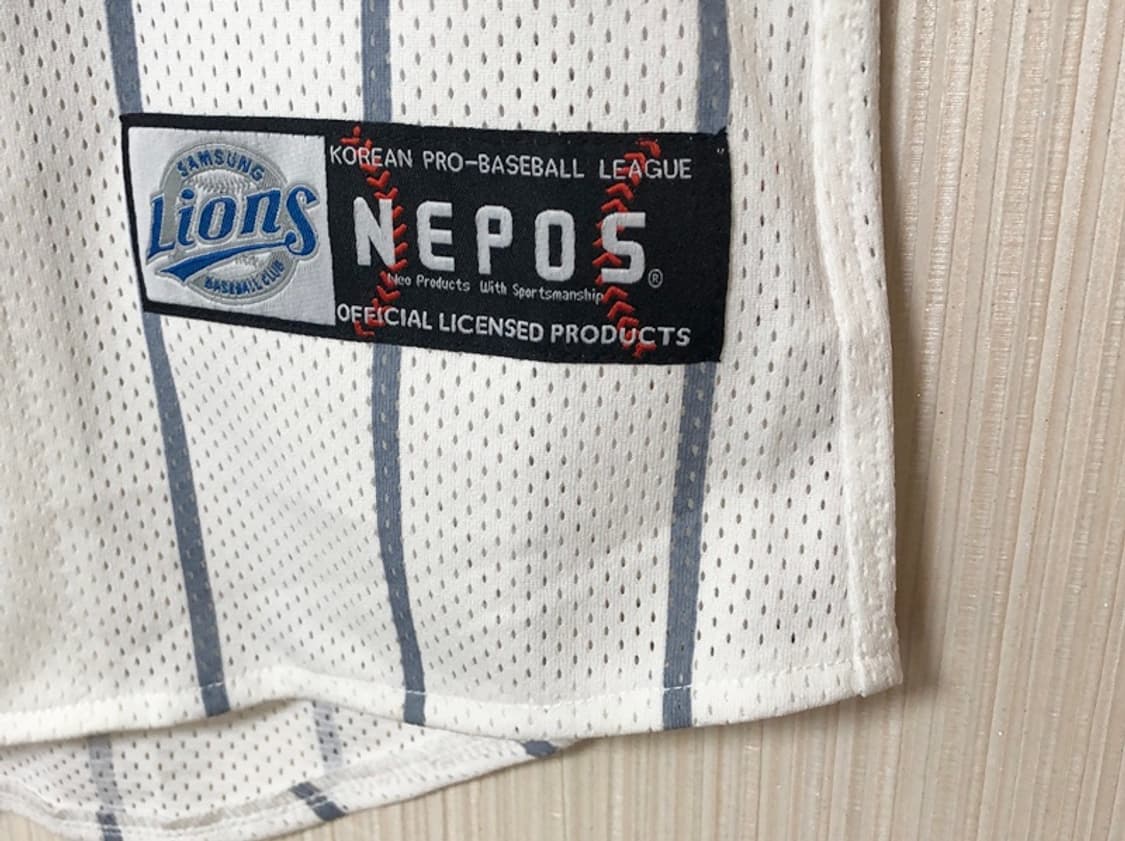 SAMSUNG
Lions
BASEBALL CLUB
KOREAN PRO-BASEBALL LEAGUE
NEPOS®
Neo Products With Sportsmanship
OFFICIAL LICENSED PRODUCTS